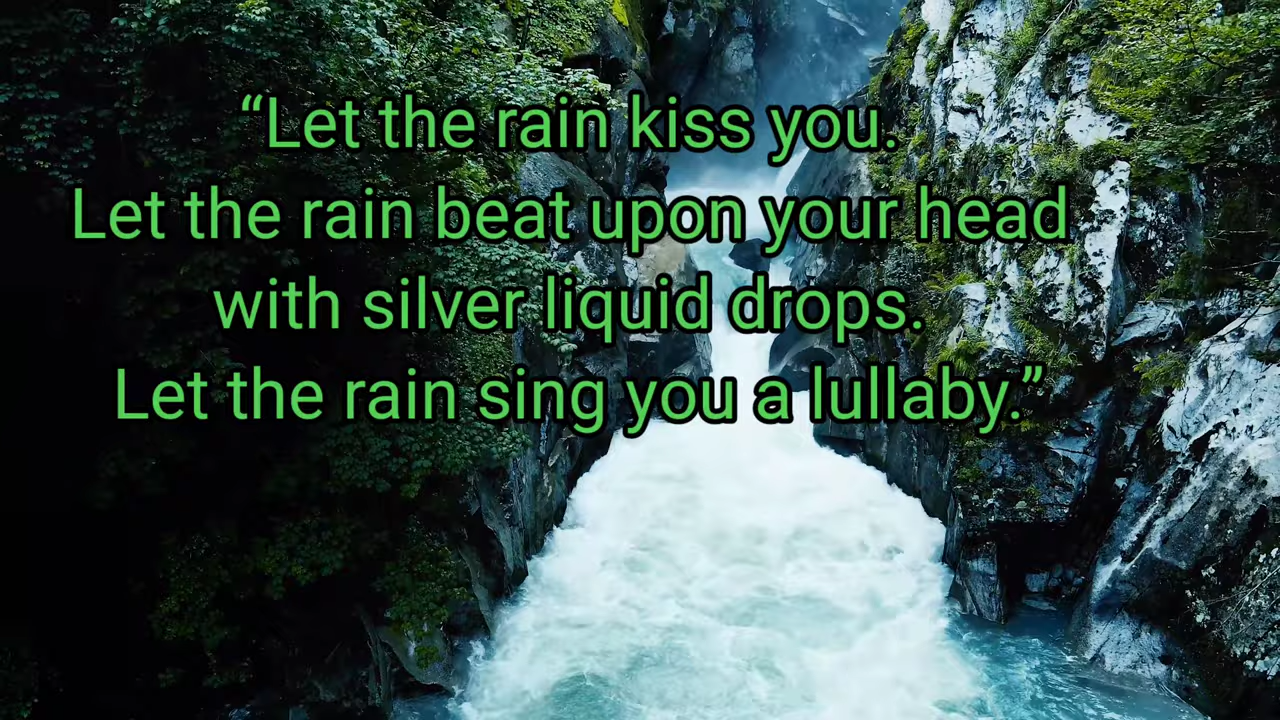 “Let the rain kiss you.
Let the rain beat upon your head
with silver liquid drops.
Let the rain sing you a lullaby.”